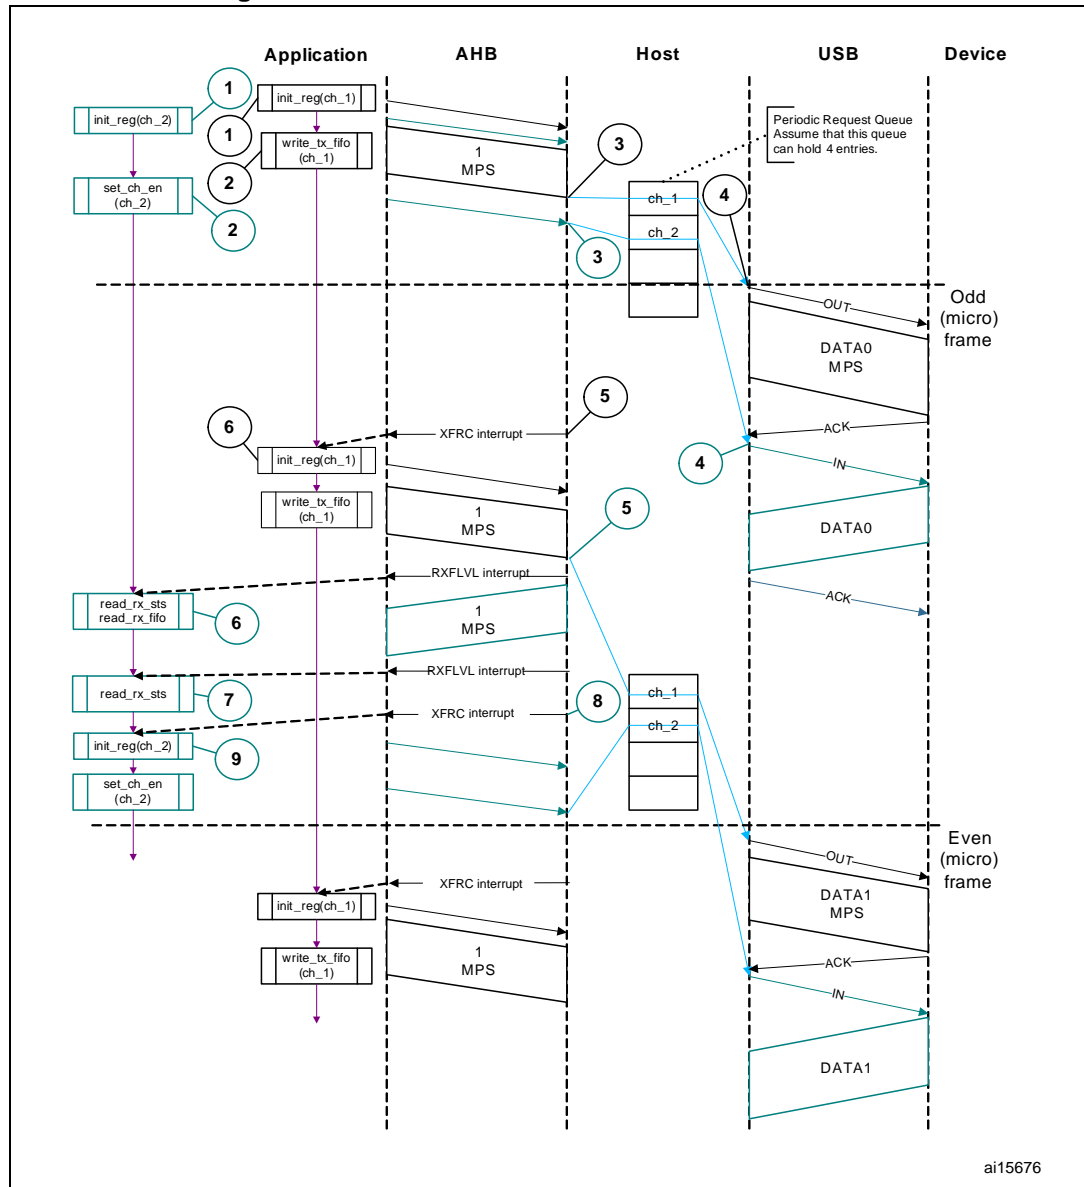 Application AHB Host USB Device
1
init_reg(ch_1)
init_reg(ch_2)
1
Periodic Request Queue
Assume that this queue
can hold 4 entries.
write_tx_fifo
(ch_1)
1
MPS
3
2
set_ch_en
(ch_2)
ch_1
4
2
ch_2
3
Odd
(micro)
frame
OUT
DATA0
MPS
5
6
XFRC interrupt
ACK
init_reg(ch_1)
4
IN
write_tx_fifo
(ch_1)
1
MPS
5
DATA0
RXFLVL interrupt
ACK
read_rx_sts
read_rx_fifo
6
1
MPS
RXFLVL interrupt
read_rx_sts
7
ch_1
8
XFRC interrupt
ch_2
init_reg(ch_2)
9
set_ch_en
(ch_2)
Even
(micro)
frame
OUT
XFRC interrupt
init_reg(ch_1)
DATA1
MPS
write_tx_fifo
(ch_1)
1
MPS
ACK
IN
DATA1
ai15676